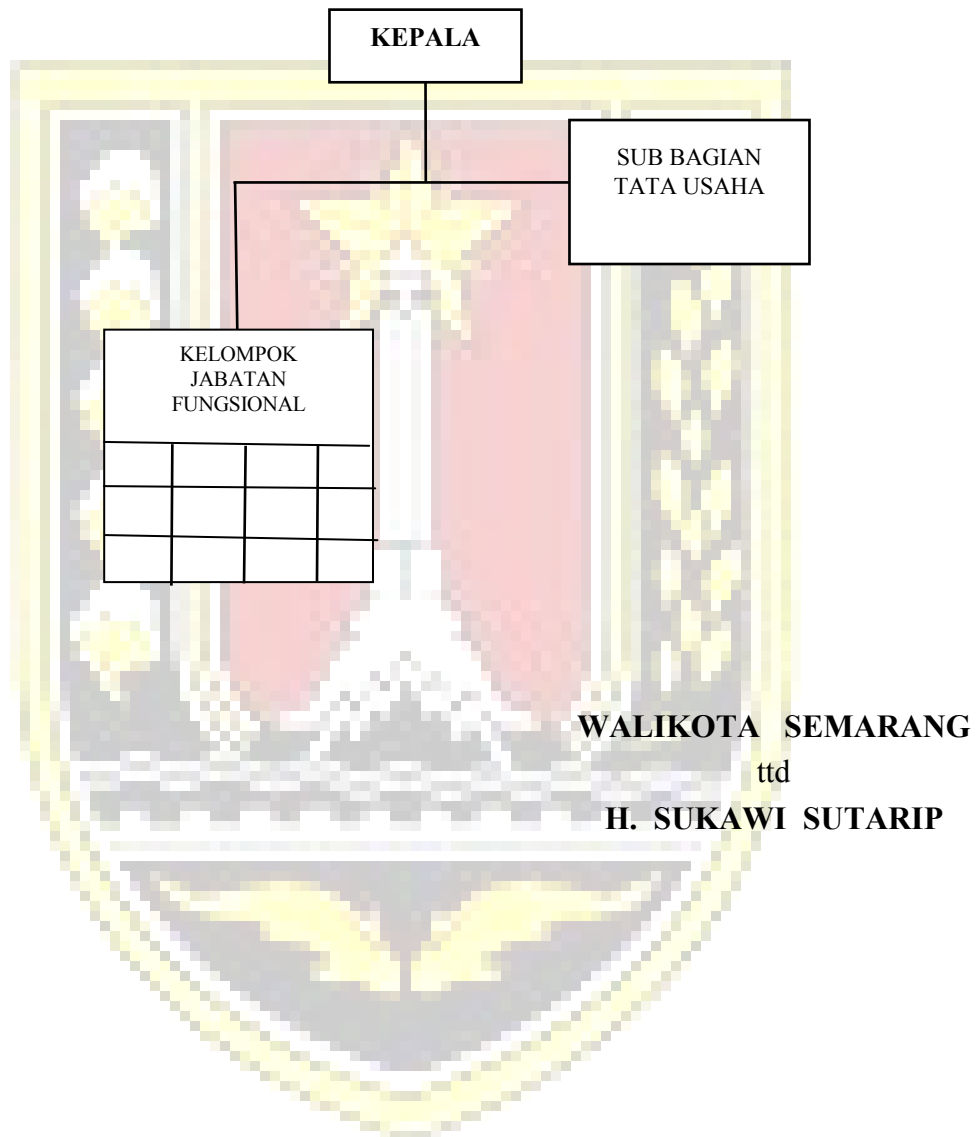 KEPALA
SUB BAGIAN
TATA USAHA
KELOMPOK
JABATAN
FUNGSIONAL
WALIKOTA SEMARANG
ttd
H. SUKAWI SUTARIP